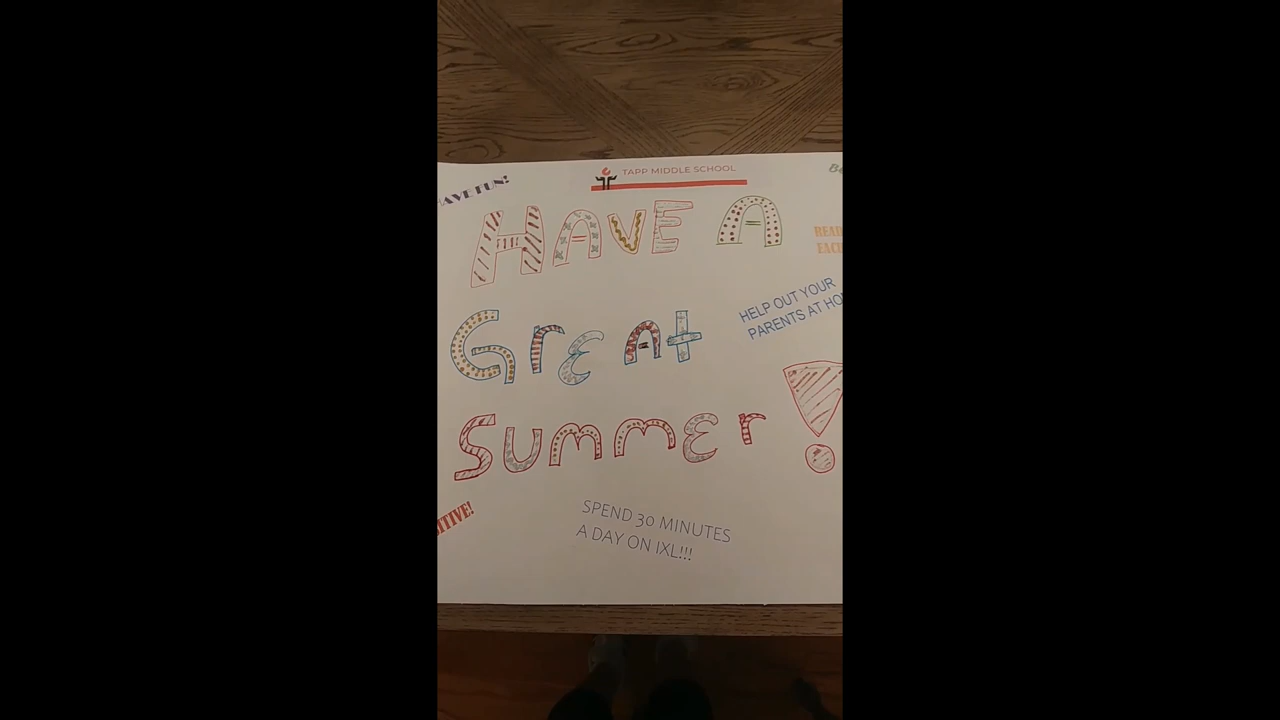 TAPP MIDDLE SCHOOL
HAVE FUN!
HAVE A
READ
HELP OUT YOUR
PARENTS AT
GreAt
SUmmer!
SPEND 30 MINUTES
A DAY ON IXL!!!